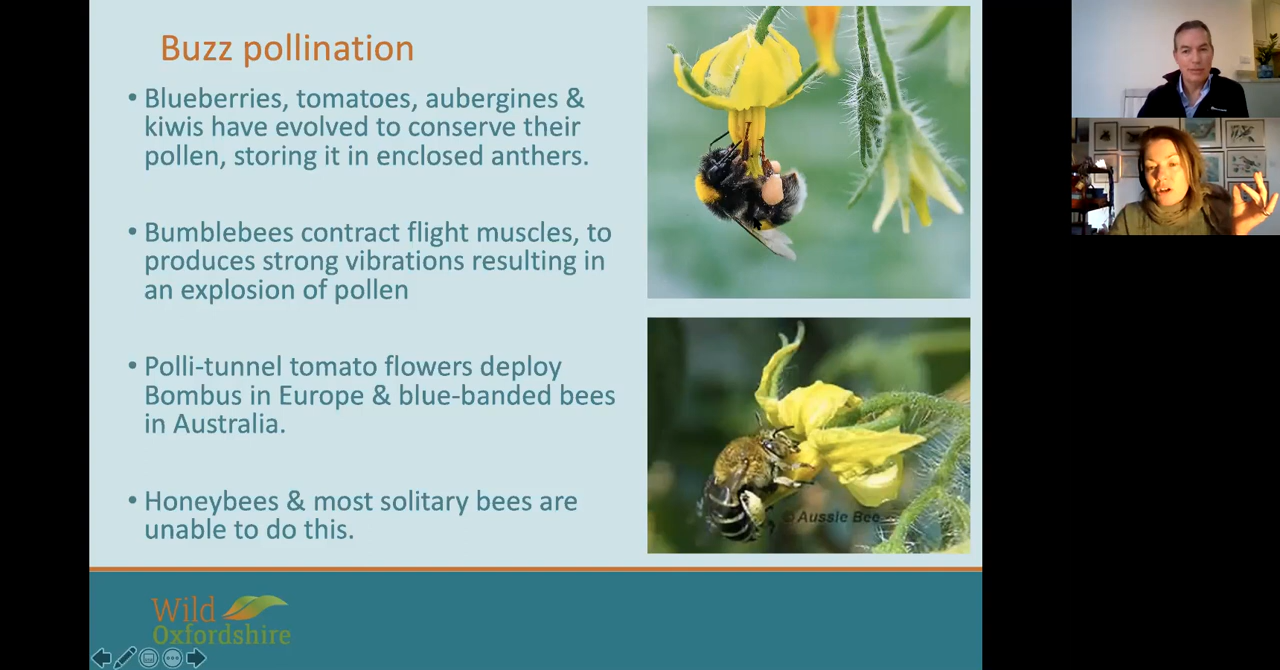 Buzz pollination
• Blueberries, tomatoes, aubergines &
kiwis have evolved to conserve their
pollen, storing it in enclosed anthers.
• Bumblebees contract flight muscles, to
produces strong vibrations resulting in
an explosion of pollen
• Polli-tunnel tomato flowers deploy
Bombus in Europe & blue-banded bees
in Australia.
• Honeybees & most solitary bees are
unable to do this.
© Aussie Bee
Wild
Oxfordshire